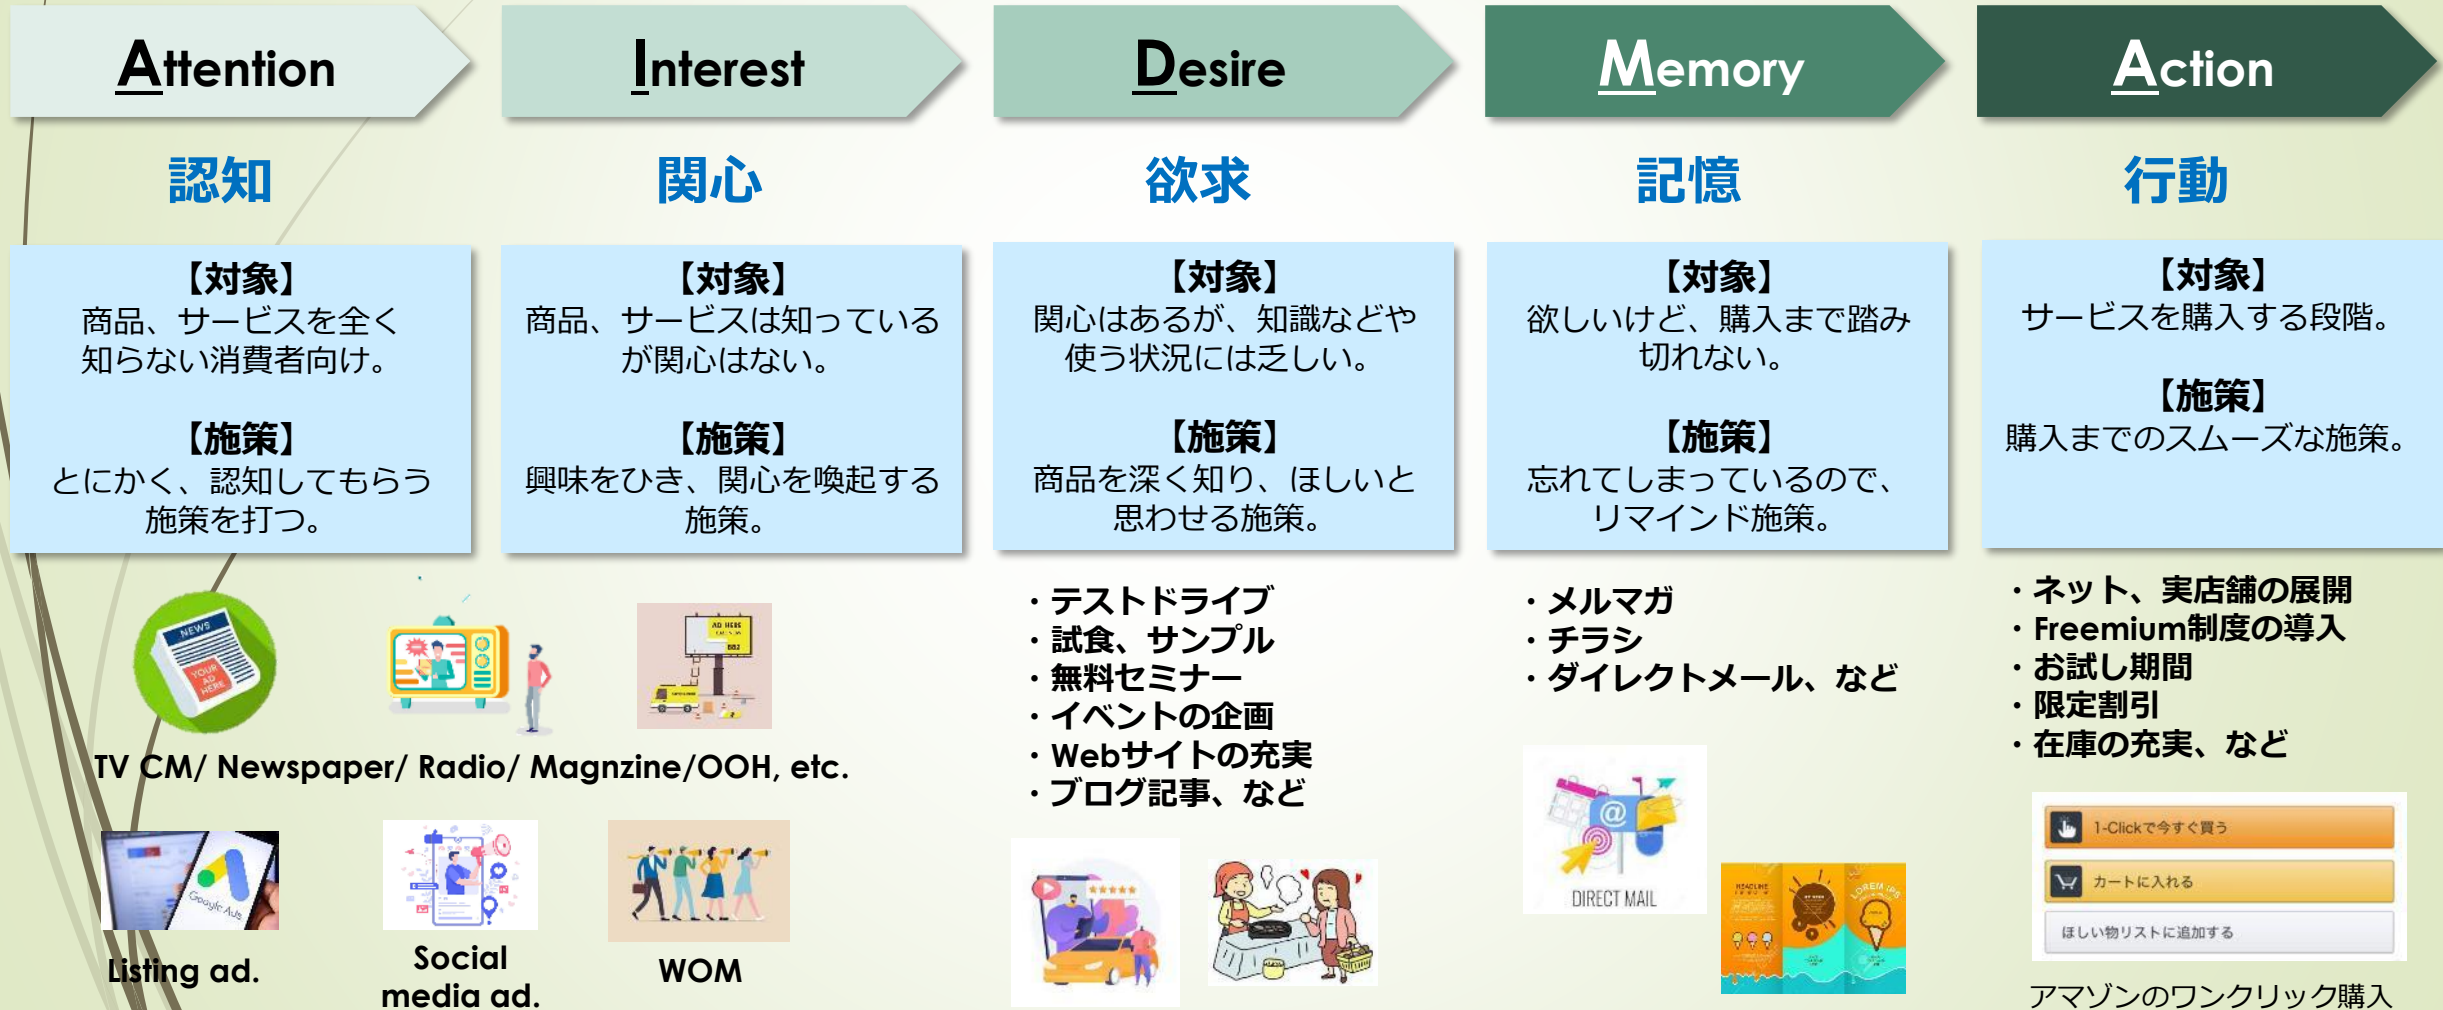 Attention
Interest
Desire
Memory
Action
認知
関心
欲求
記憶
行動
【対象】
商品、サービスを全く
知らない消費者向け。
【施策】
とにかく、認知してもらう
施策を打つ。
【対象】
商品、サービスは知っている
が関心はない。
【施策】
興味をひき、関心を喚起する
施策。
【対象】
関心はあるが、知識などや
使う状況には乏しい。
【施策】
商品を深く知り、ほしいと
思わせる施策。
【対象】
欲しいけど、購入まで踏み
切れない。
【施策】
忘れてしまっているので、
リマインド施策。
【対象】
サービスを購入する段階。
【施策】
購入までのスムーズな施策。
NEWS
YOUR
AD
HERE
AD HERE
TV CM/ Newspaper/ Radio/ Magnzine/OOH, etc.
Google Ads
Listing ad.
Social
media ad.
WOM
・テストドライブ
・試食、サンプル
・無料セミナー
・イベントの企画
・Webサイトの充実
・ブログ記事、など
・メルマガ
・チラシ
・ダイレクトメール、など
@
DIRECT MAIL
HEADLINE
LOREM IPS
・ネット、実店舗の展開
・Freemium制度の導入
・お試し期間
・限定割引
・在庫の充実、など
1-Clickで今すぐ買う
カートに入れる
ほしい物リストに追加する
アマゾンのワンクリック購入